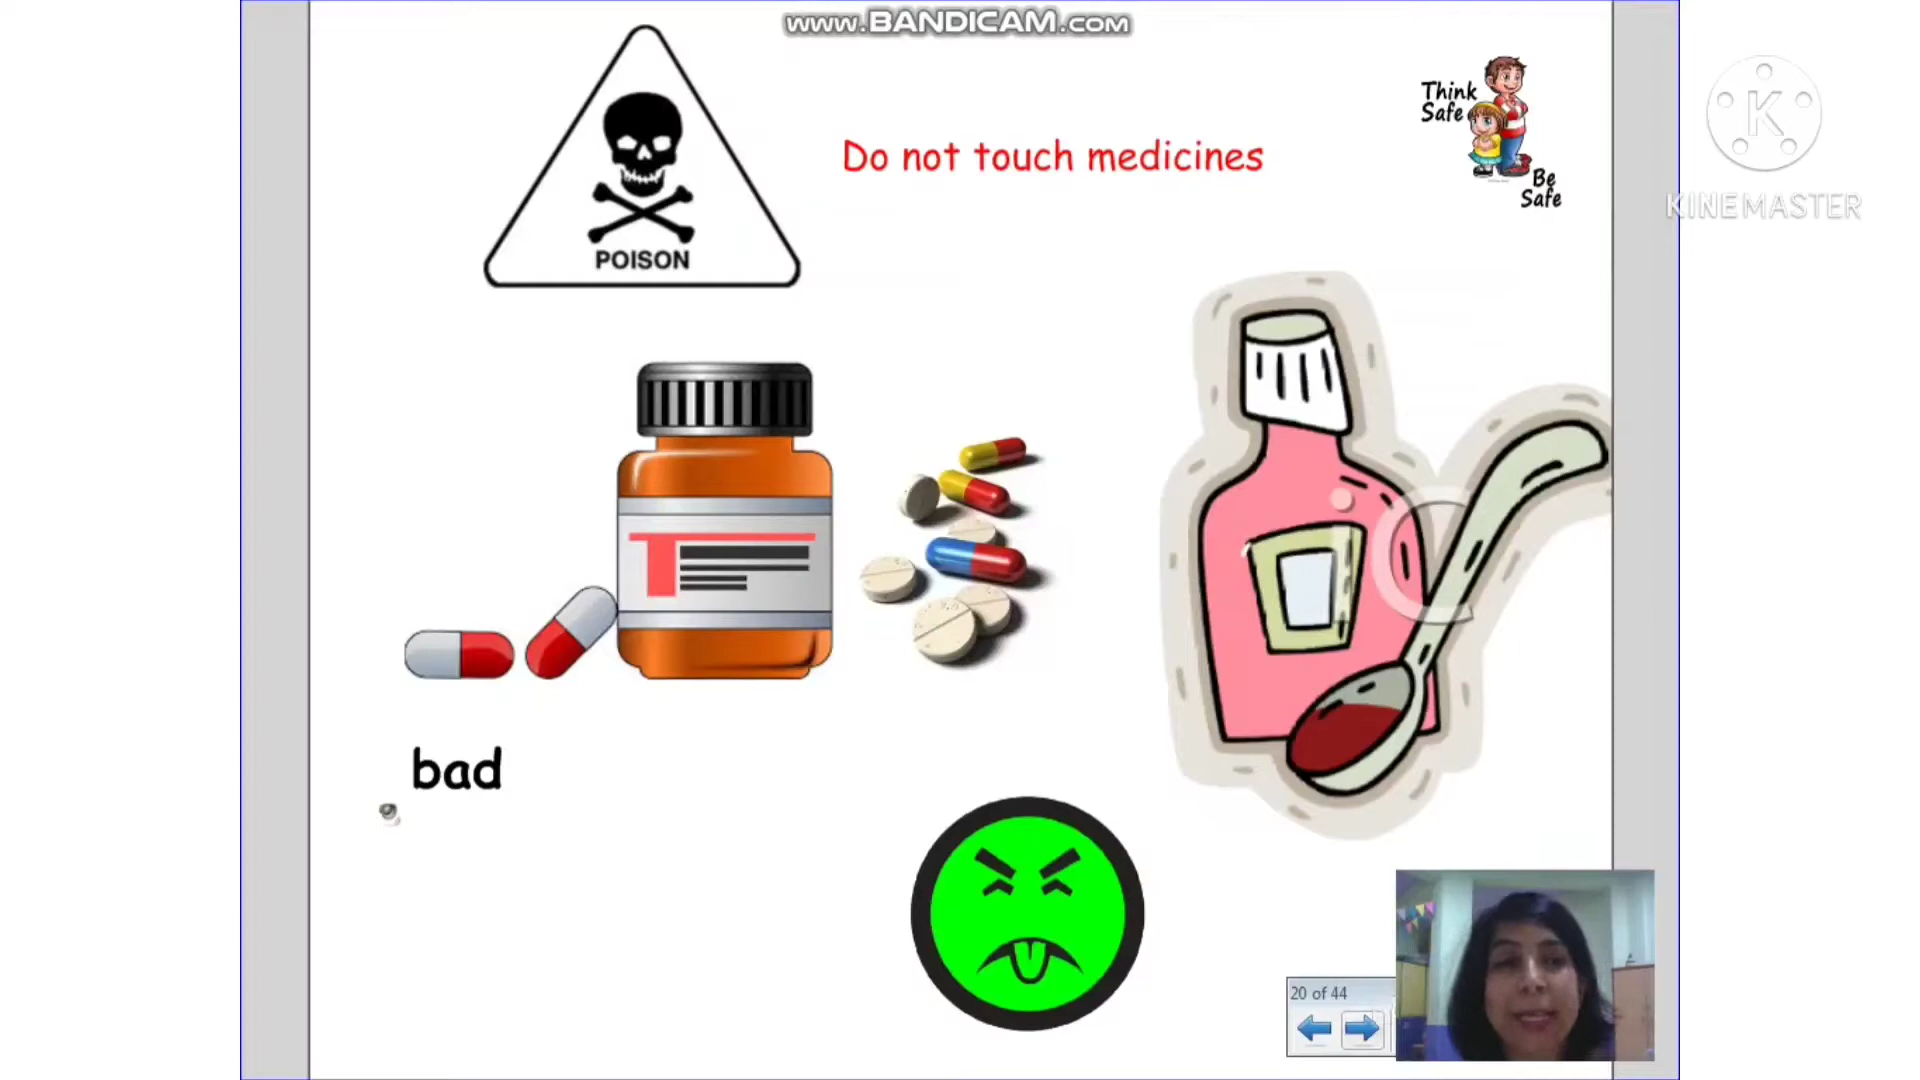 www.BANDICAM.com
Think
Safe
Be
Safe
K
KINEMASTER
Do not touch medicines
POISON
bad
20 of 44